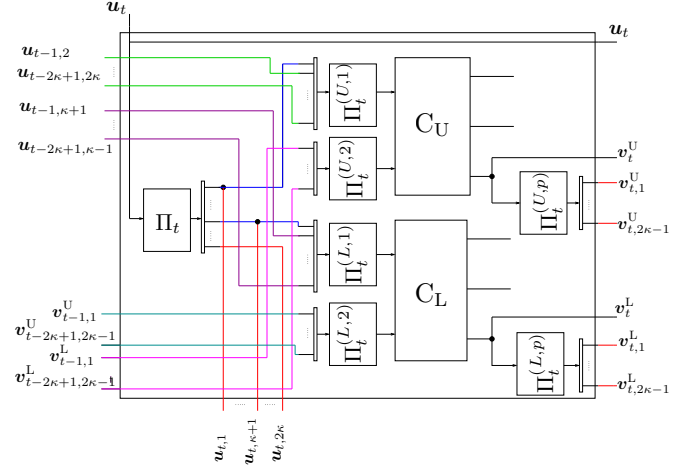 u_t
u_t
u_{t−1,2}
u_{t−2κ+1,2κ}
u_{t−1,κ+1}
u_{t−2κ+1,κ−1}
Π_t^{(U,1)}
C_U
Π_t^{(U,2)}
v_t^U
v_{t,1}^U
Π_t^{(U,p)}
v_{t,2κ−1}^U
Π_t
Π_t^{(L,1)}
C_L
Π_t^{(L,2)}
v_{t−1,1}^U
v_{t−2κ+1,2κ−1}^U
v_{t−1,1}^L
v_{t−2κ+1,2κ−1}^L
v_t^L
v_{t,1}^L
Π_t^{(L,p)}
v_{t,2κ−1}^L
u_{t,1}
u_{t,κ+1}
u_{t,2κ}